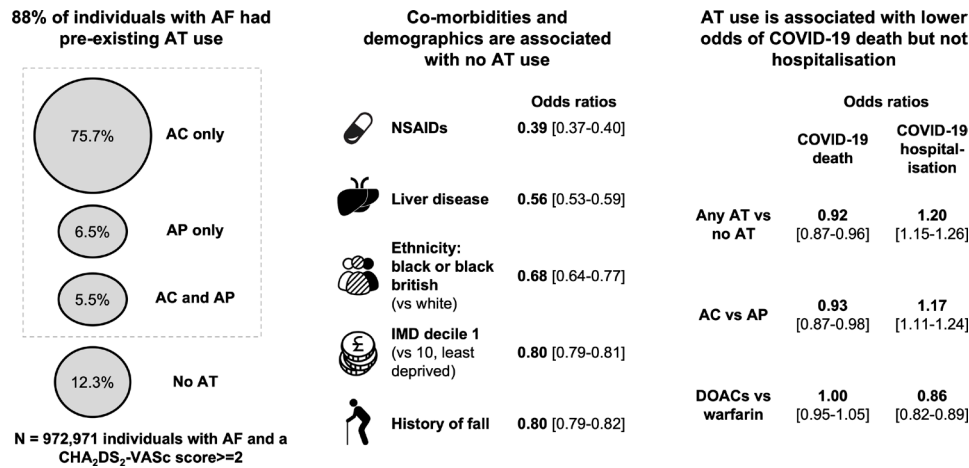 88% of individuals with AF had
pre-existing AT use
75.7%
AC only
6.5%
AP only
5.5%
AC and AP
12.3%
No AT
N = 972,971 individuals with AF and a
CHA₂DS₂-VASc score>=2
Co-morbidities and
demographics are associated
with no AT use
Odds ratios
NSAIDs
0.39 [0.37-0.40]
Liver disease
0.56 [0.53-0.59]
Ethnicity:
black or black
british
(vs white)
0.68 [0.64-0.77]
£
IMD decile 1
(vs 10, least
deprived)
0.80 [0.79-0.81]
History of fall
0.80 [0.79-0.82]
AT use is associated with lower
odds of COVID-19 death but not
hospitalisation
Odds ratios
COVID-19
death
COVID-19
hospital-
isation
Any AT vs
no AT
0.92
[0.87-0.96]
1.20
[1.15-1.26]
AC vs AP
0.93
[0.87-0.98]
1.17
[1.11-1.24]
DOACs vs
warfarin
1.00
[0.95-1.05]
0.86
[0.82-0.89]